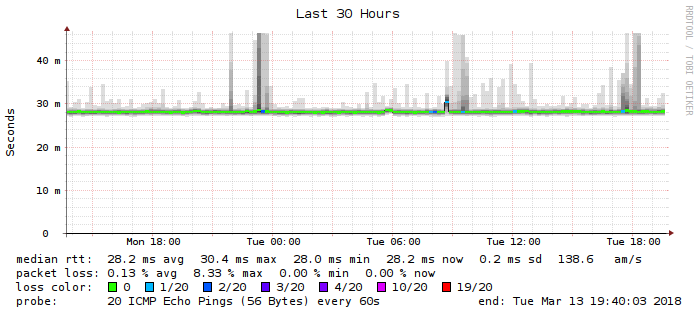 Last 30 Hours
RRDTOOL / TOBI OETIKER
Seconds
40 m
30 m
20 m
10 m
0
Mon 18:00 Tue 00:00 Tue 06:00 Tue 12:00 Tue 18:00
median rtt: 28.2 ms avg 30.4 ms max 28.0 ms min 28.2 ms now 0.2 ms sd 138.6 am/s
packet loss: 0.13 % avg 8.33 % max 0.00 % min 0.00 % now
loss color: 0 1/20 2/20 3/20 4/20 10/20 19/20
probe: 20 ICMP Echo Pings (56 Bytes) every 60s end: Tue Mar 13 19:40:03 2018